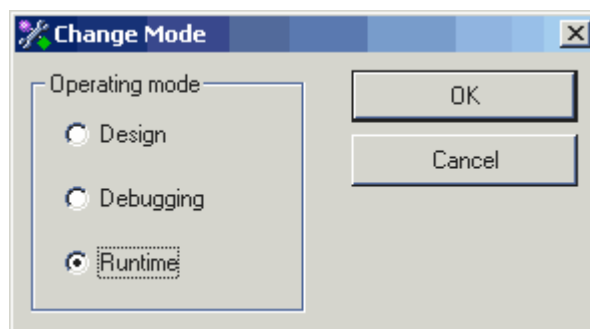 Change Mode
Operating mode
Design
Debugging
Runtime
OK
Cancel